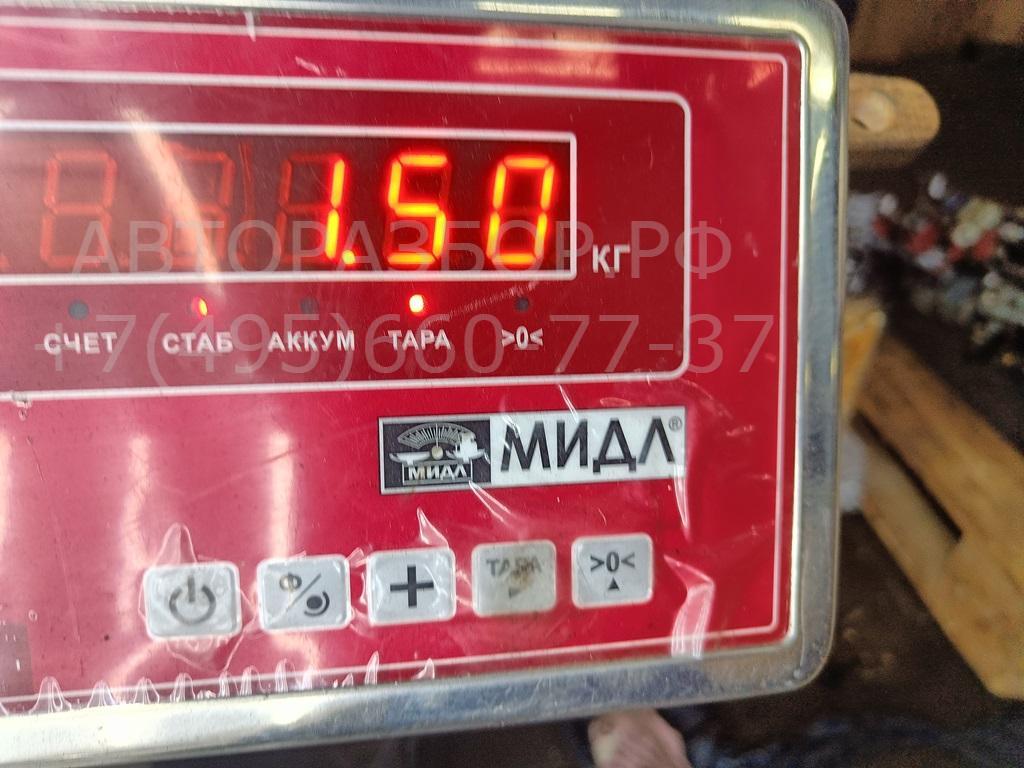 1.50
КГ
АВТОРАЗБОР.РФ
+7(495)660-77-37
СЧЕТ СТАБ АККУМ ТАРА >0<
МИДЛ МИДЛ®
+ ТАРА >0<